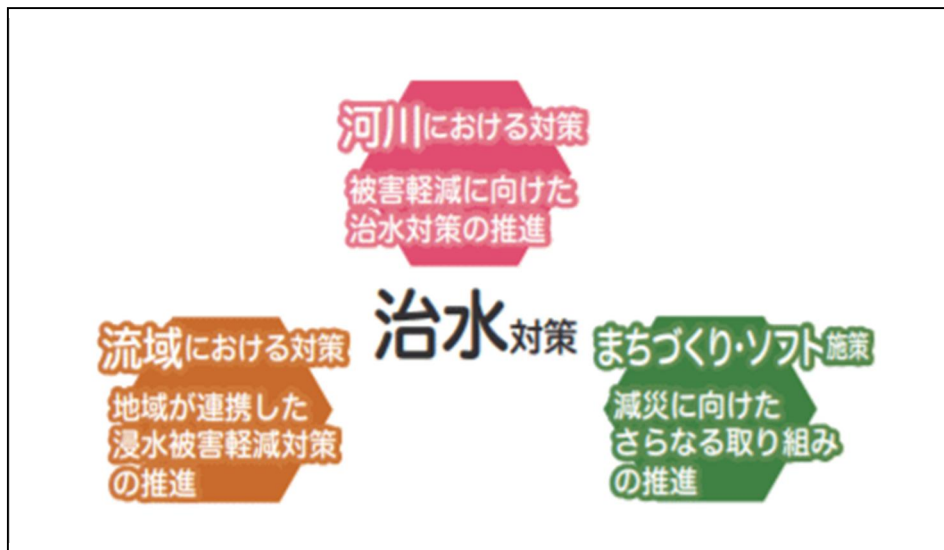 河川における対策
被害軽減に向けた
治水対策の推進
治水対策
流域における対策
地域が連携した
浸水被害軽減対策
の推進
まちづくり・ソフト施策
減災に向けた
さらなる取り組み
の推進